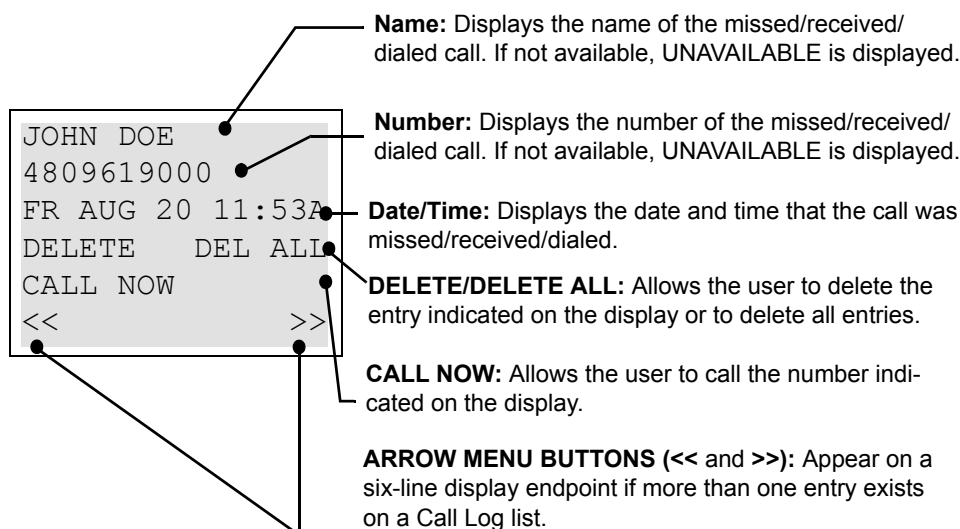 Name: Displays the name of the missed/received/
dialed call. If not available, UNAVAILABLE is displayed.
JOHN DOE
4809619000
FR AUG 20 11:53A
DELETE DEL ALL
CALL NOW
<< >>
Number: Displays the number of the missed/received/
dialed call. If not available, UNAVAILABLE is displayed.
Date/Time: Displays the date and time that the call was
missed/received/dialed.
DELETE/DELETE ALL: Allows the user to delete the
entry indicated on the display or to delete all entries.
CALL NOW: Allows the user to call the number indi-
cated on the display.
ARROW MENU BUTTONS (<< and >>): Appear on a
six-line display endpoint if more than one entry exists
on a Call Log list.